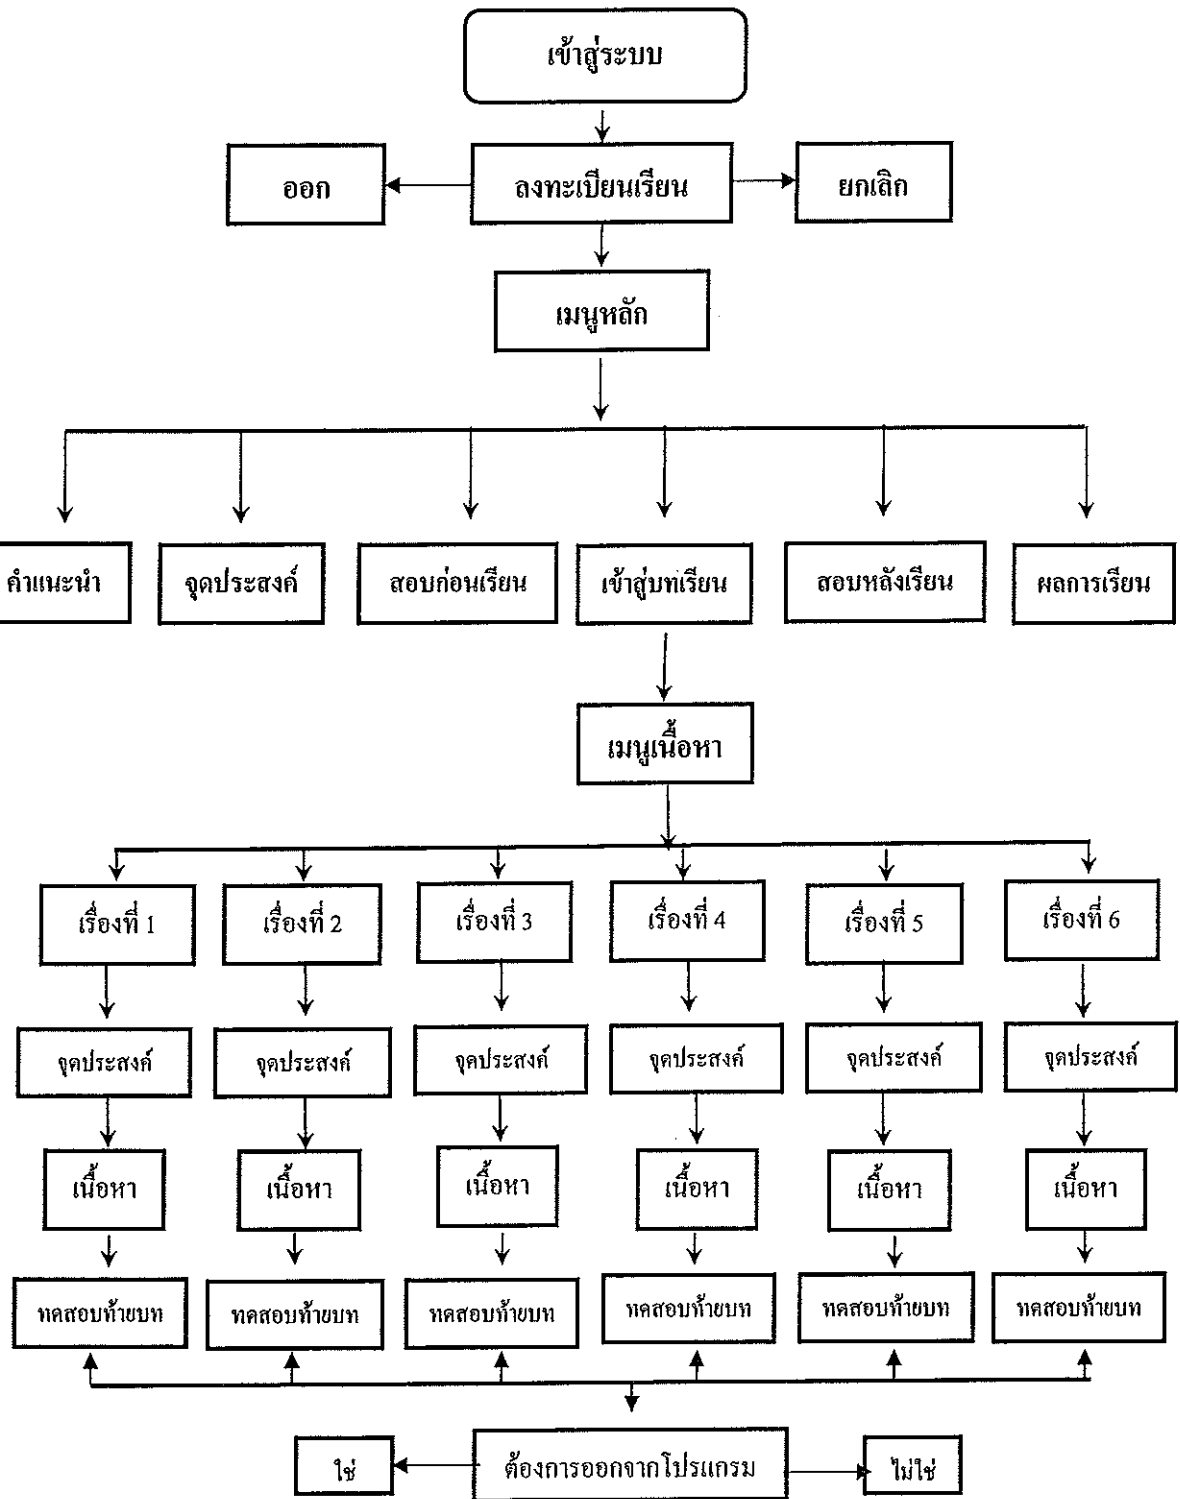 เข้าสู่ระบบ
ออก
ลงทะเบียนเรียน
ยกเลิก
เมนูหลัก
คำแนะนำ
จุดประสงค์
สอบก่อนเรียน
เข้าสู่บทเรียน
สอบหลังเรียน
ผลการเรียน
เมนูเนื้อหา
เรื่องที่ 1
เรื่องที่ 2
เรื่องที่ 3
เรื่องที่ 4
เรื่องที่ 5
เรื่องที่ 6
จุดประสงค์
จุดประสงค์
จุดประสงค์
จุดประสงค์
จุดประสงค์
จุดประสงค์
เนื้อหา
เนื้อหา
เนื้อหา
เนื้อหา
เนื้อหา
เนื้อหา
ทดสอบท้ายบท
ทดสอบท้ายบท
ทดสอบท้ายบท
ทดสอบท้ายบท
ทดสอบท้ายบท
ทดสอบท้ายบท
ใช่
ต้องการออกจากโปรแกรม
ไม่ใช่